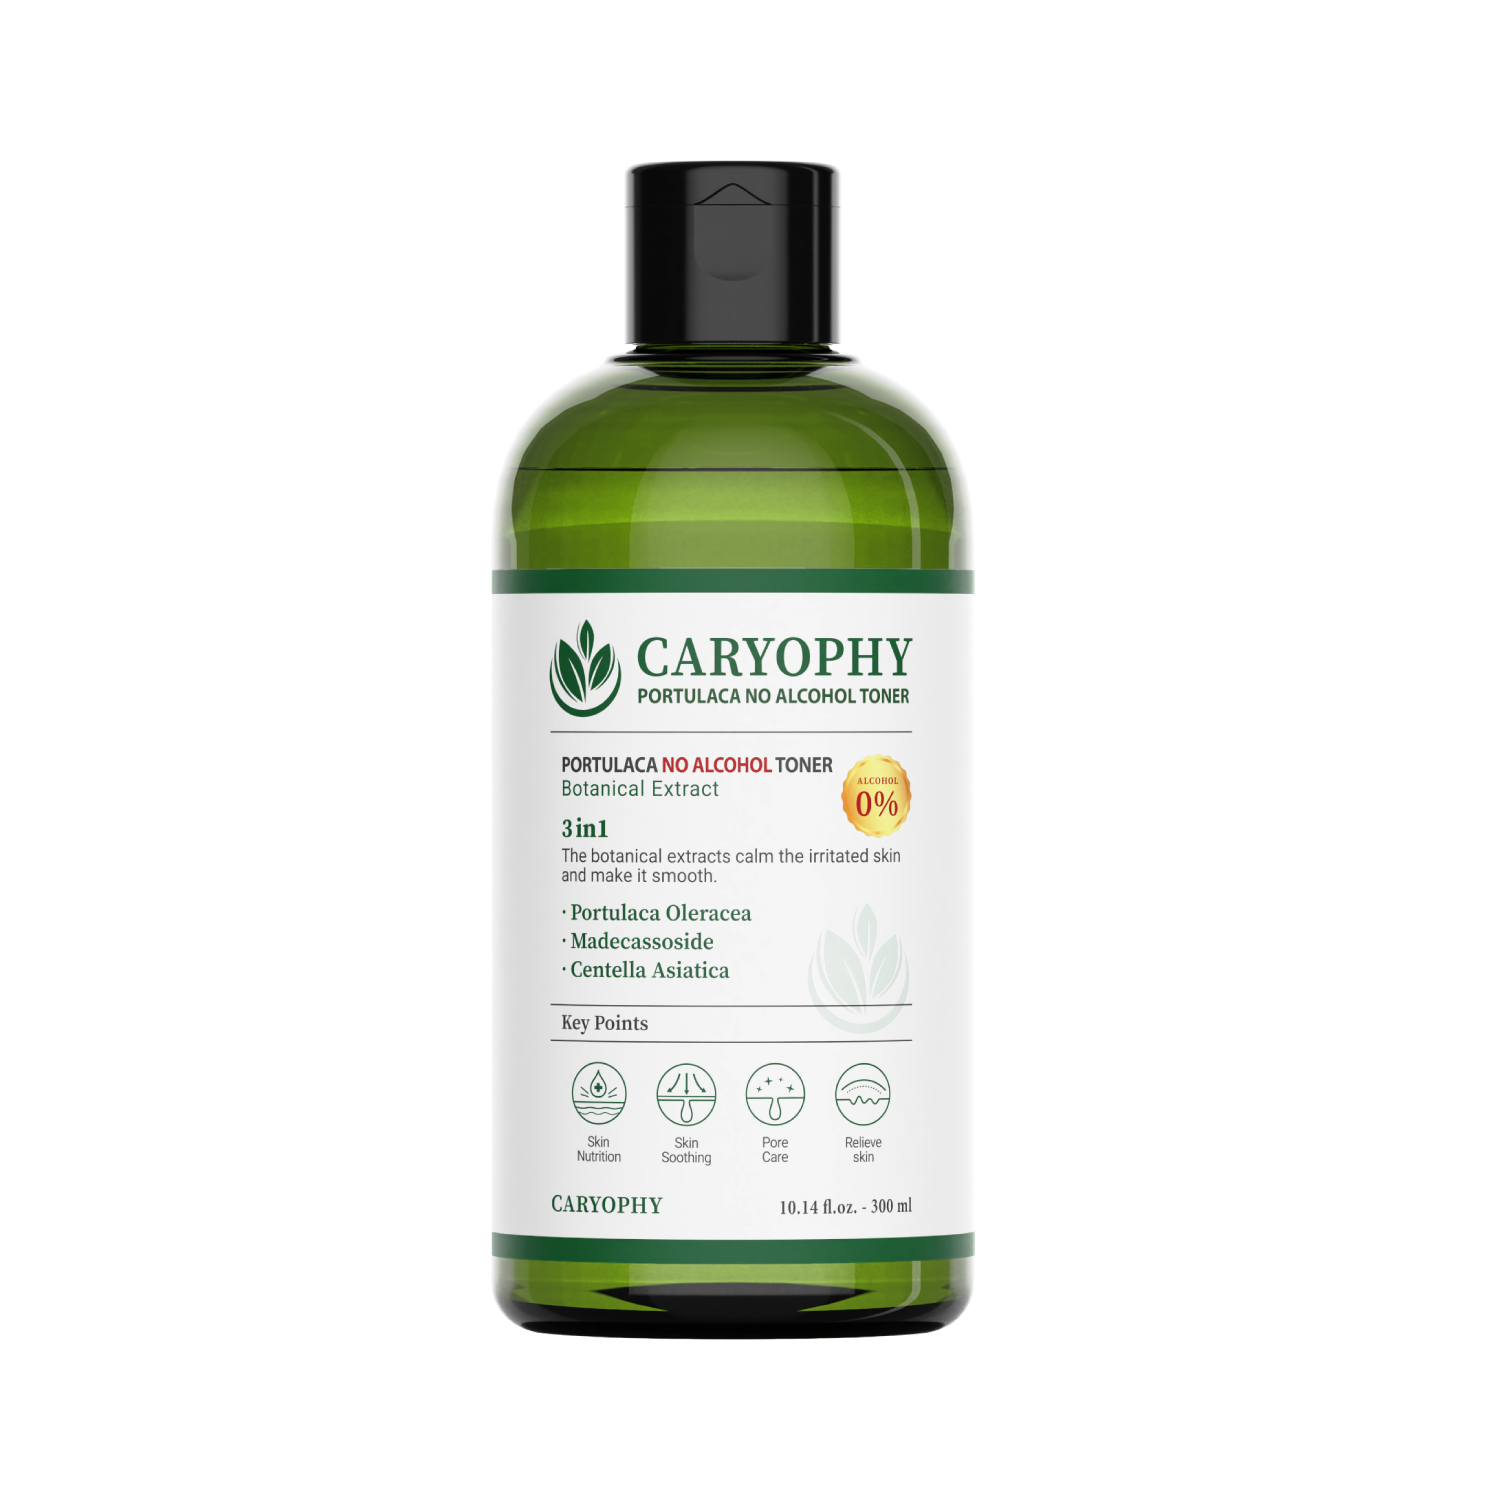 CARYOPHY
PORTULACA NO ALCOHOL TONER
PORTULACA NO ALCOHOL TONER
Botanical Extract
ALCOHOL
0%
3in1
The botanical extracts calm the irritated skin
and make it smooth.
· Portulaca Oleracea
· Madecassoside
· Centella Asiatica
Key Points
Skin
Nutrition
Skin
Soothing
Pore
Care
Relieve
skin
CARYOPHY
10.14 fl.oz. - 300 ml